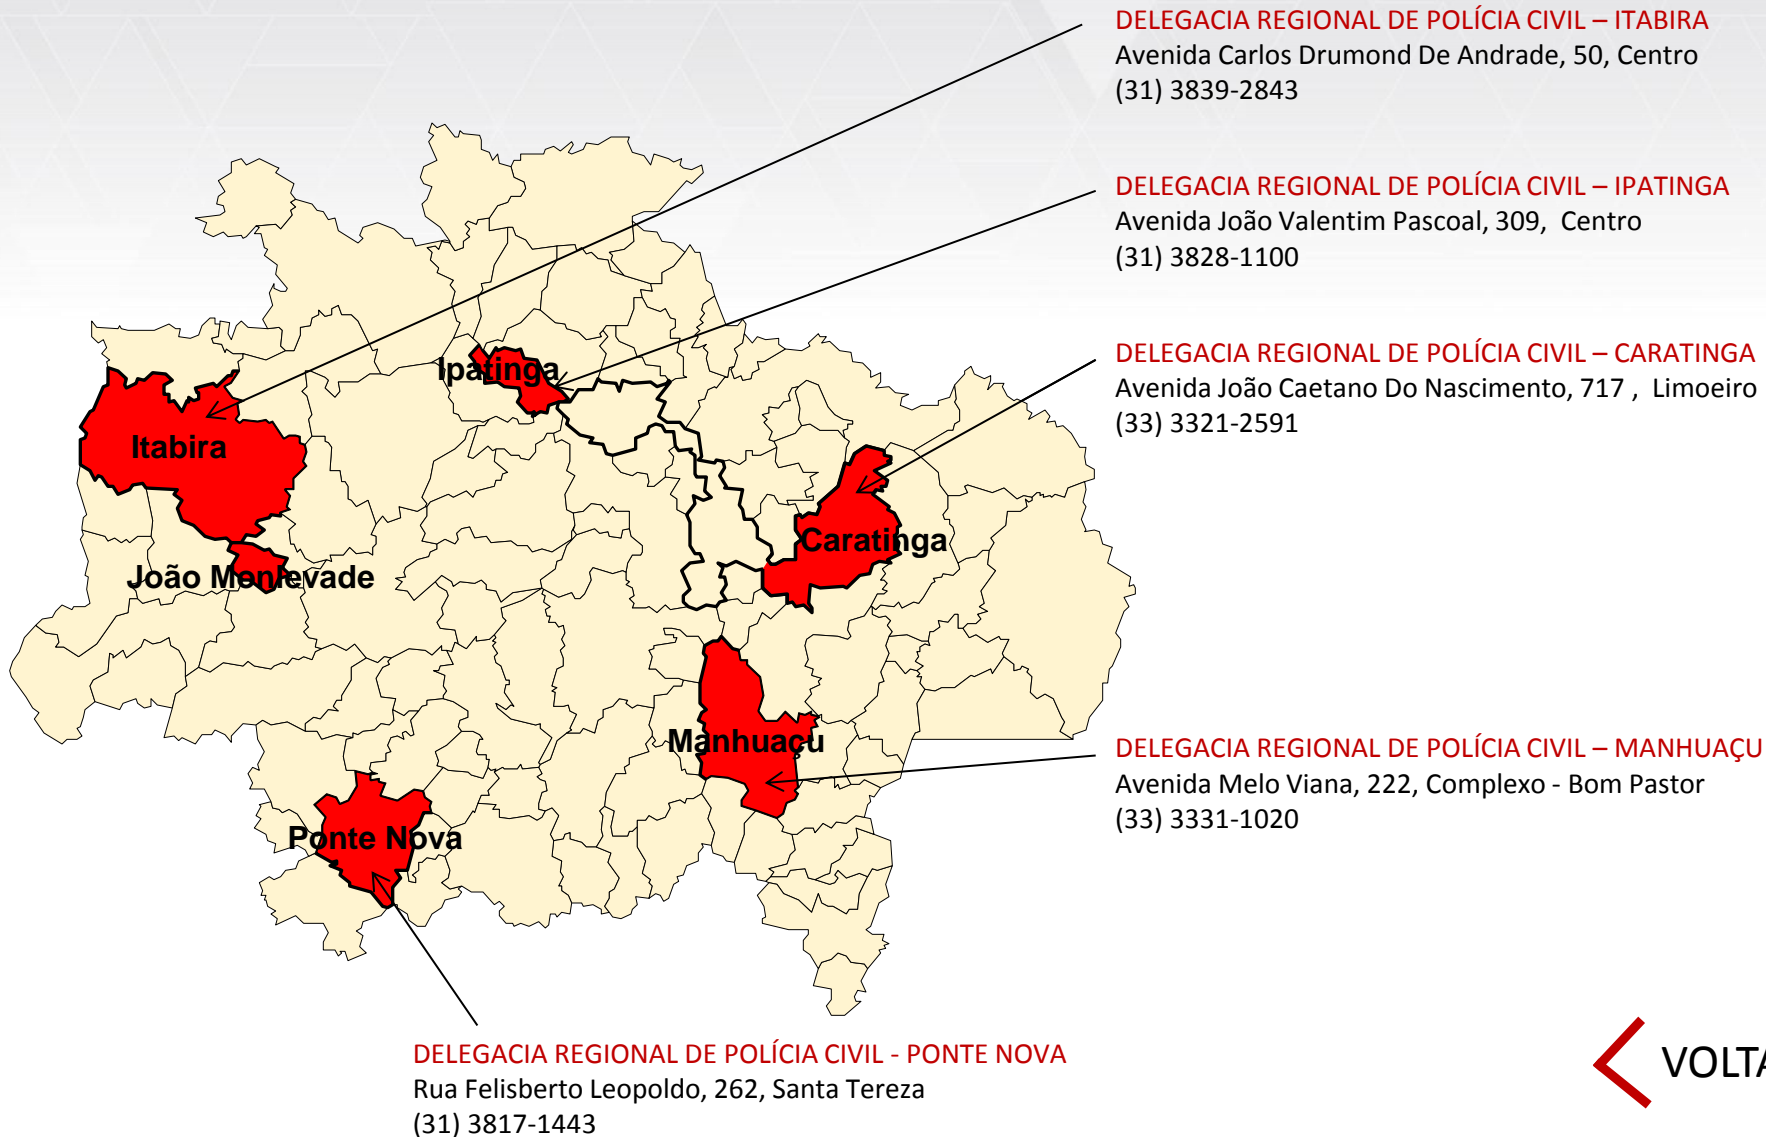 DELEGACIA REGIONAL DE POLÍCIA CIVIL – ITABIRA
Avenida Carlos Drumond De Andrade, 50, Centro
(31) 3839-2843
DELEGACIA REGIONAL DE POLÍCIA CIVIL – IPATINGA
Avenida João Valentim Pascoal, 309, Centro
(31) 3828-1100
DELEGACIA REGIONAL DE POLÍCIA CIVIL – CARATINGA
Avenida João Caetano Do Nascimento, 717 , Limoeiro
(33) 3321-2591
Ipatinga
Itabira
Caratinga
João Monlevade
Manhuaçu
DELEGACIA REGIONAL DE POLÍCIA CIVIL – MANHUAÇU
Avenida Melo Viana, 222, Complexo - Bom Pastor
(33) 3331-1020
Ponte Nova
DELEGACIA REGIONAL DE POLÍCIA CIVIL - PONTE NOVA
Rua Felisberto Leopoldo, 262, Santa Tereza
(31) 3817-1443
VOLTA